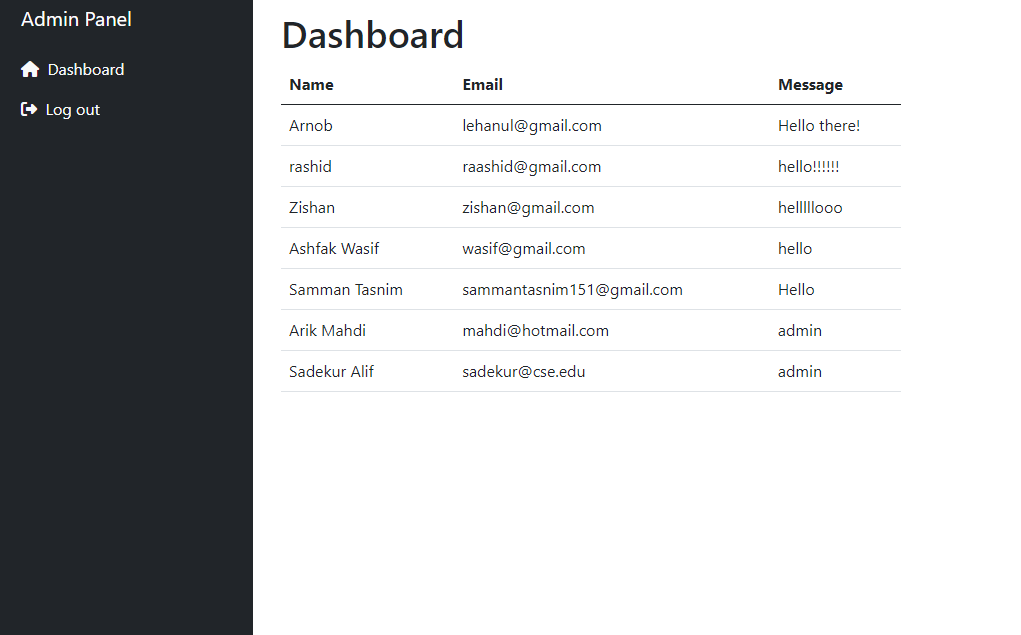 Admin Panel
Dashboard
Log out
Dashboard
Name Email Message
Arnob lehanul@gmail.com Hello there!
rashid raashid@gmail.com hello!!!!!!
Zishan zishan@gmail.com helllllooo
Ashfak Wasif wasif@gmail.com hello
Samman Tasnim sammantasnim151@gmail.com Hello
Arik Mahdi mahdi@hotmail.com admin
Sadekur Alif sadekur@cse.edu admin